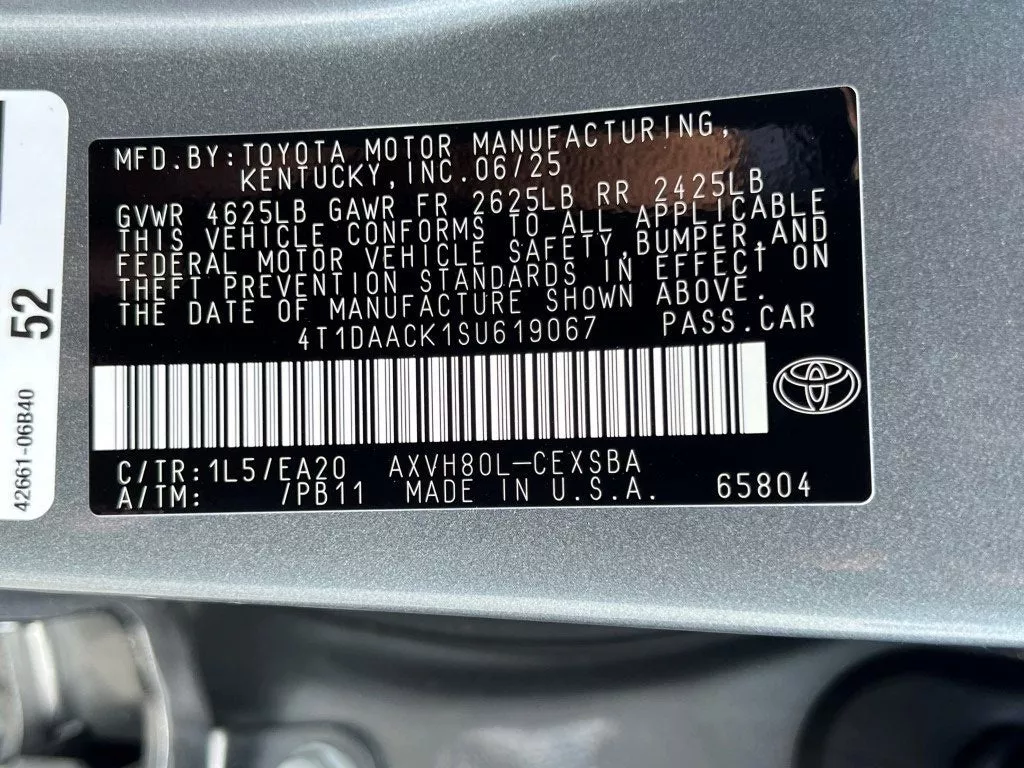 MFD.BY:TOYOTA MOTOR MANUFACTURING,
KENTUCKY,INC.06/25
GVWR 4625LB GAWR FR 2625LB RR 2425LB
THIS VEHICLE CONFORMS TO ALL APPLICABLE
FEDERAL MOTOR VEHICLE SAFETY,BUMPER,AND
THEFT PREVENTION STANDARDS IN EFFECT ON
THE DATE OF MANUFACTURE SHOWN ABOVE.
4T1DAACK1SU619067 PASS.CAR
C/TR:1L5/EA20 AXVH80L-CEXSBA
A/TM: /PB11 MADE IN U.S.A. 65804
52
42661-06B40